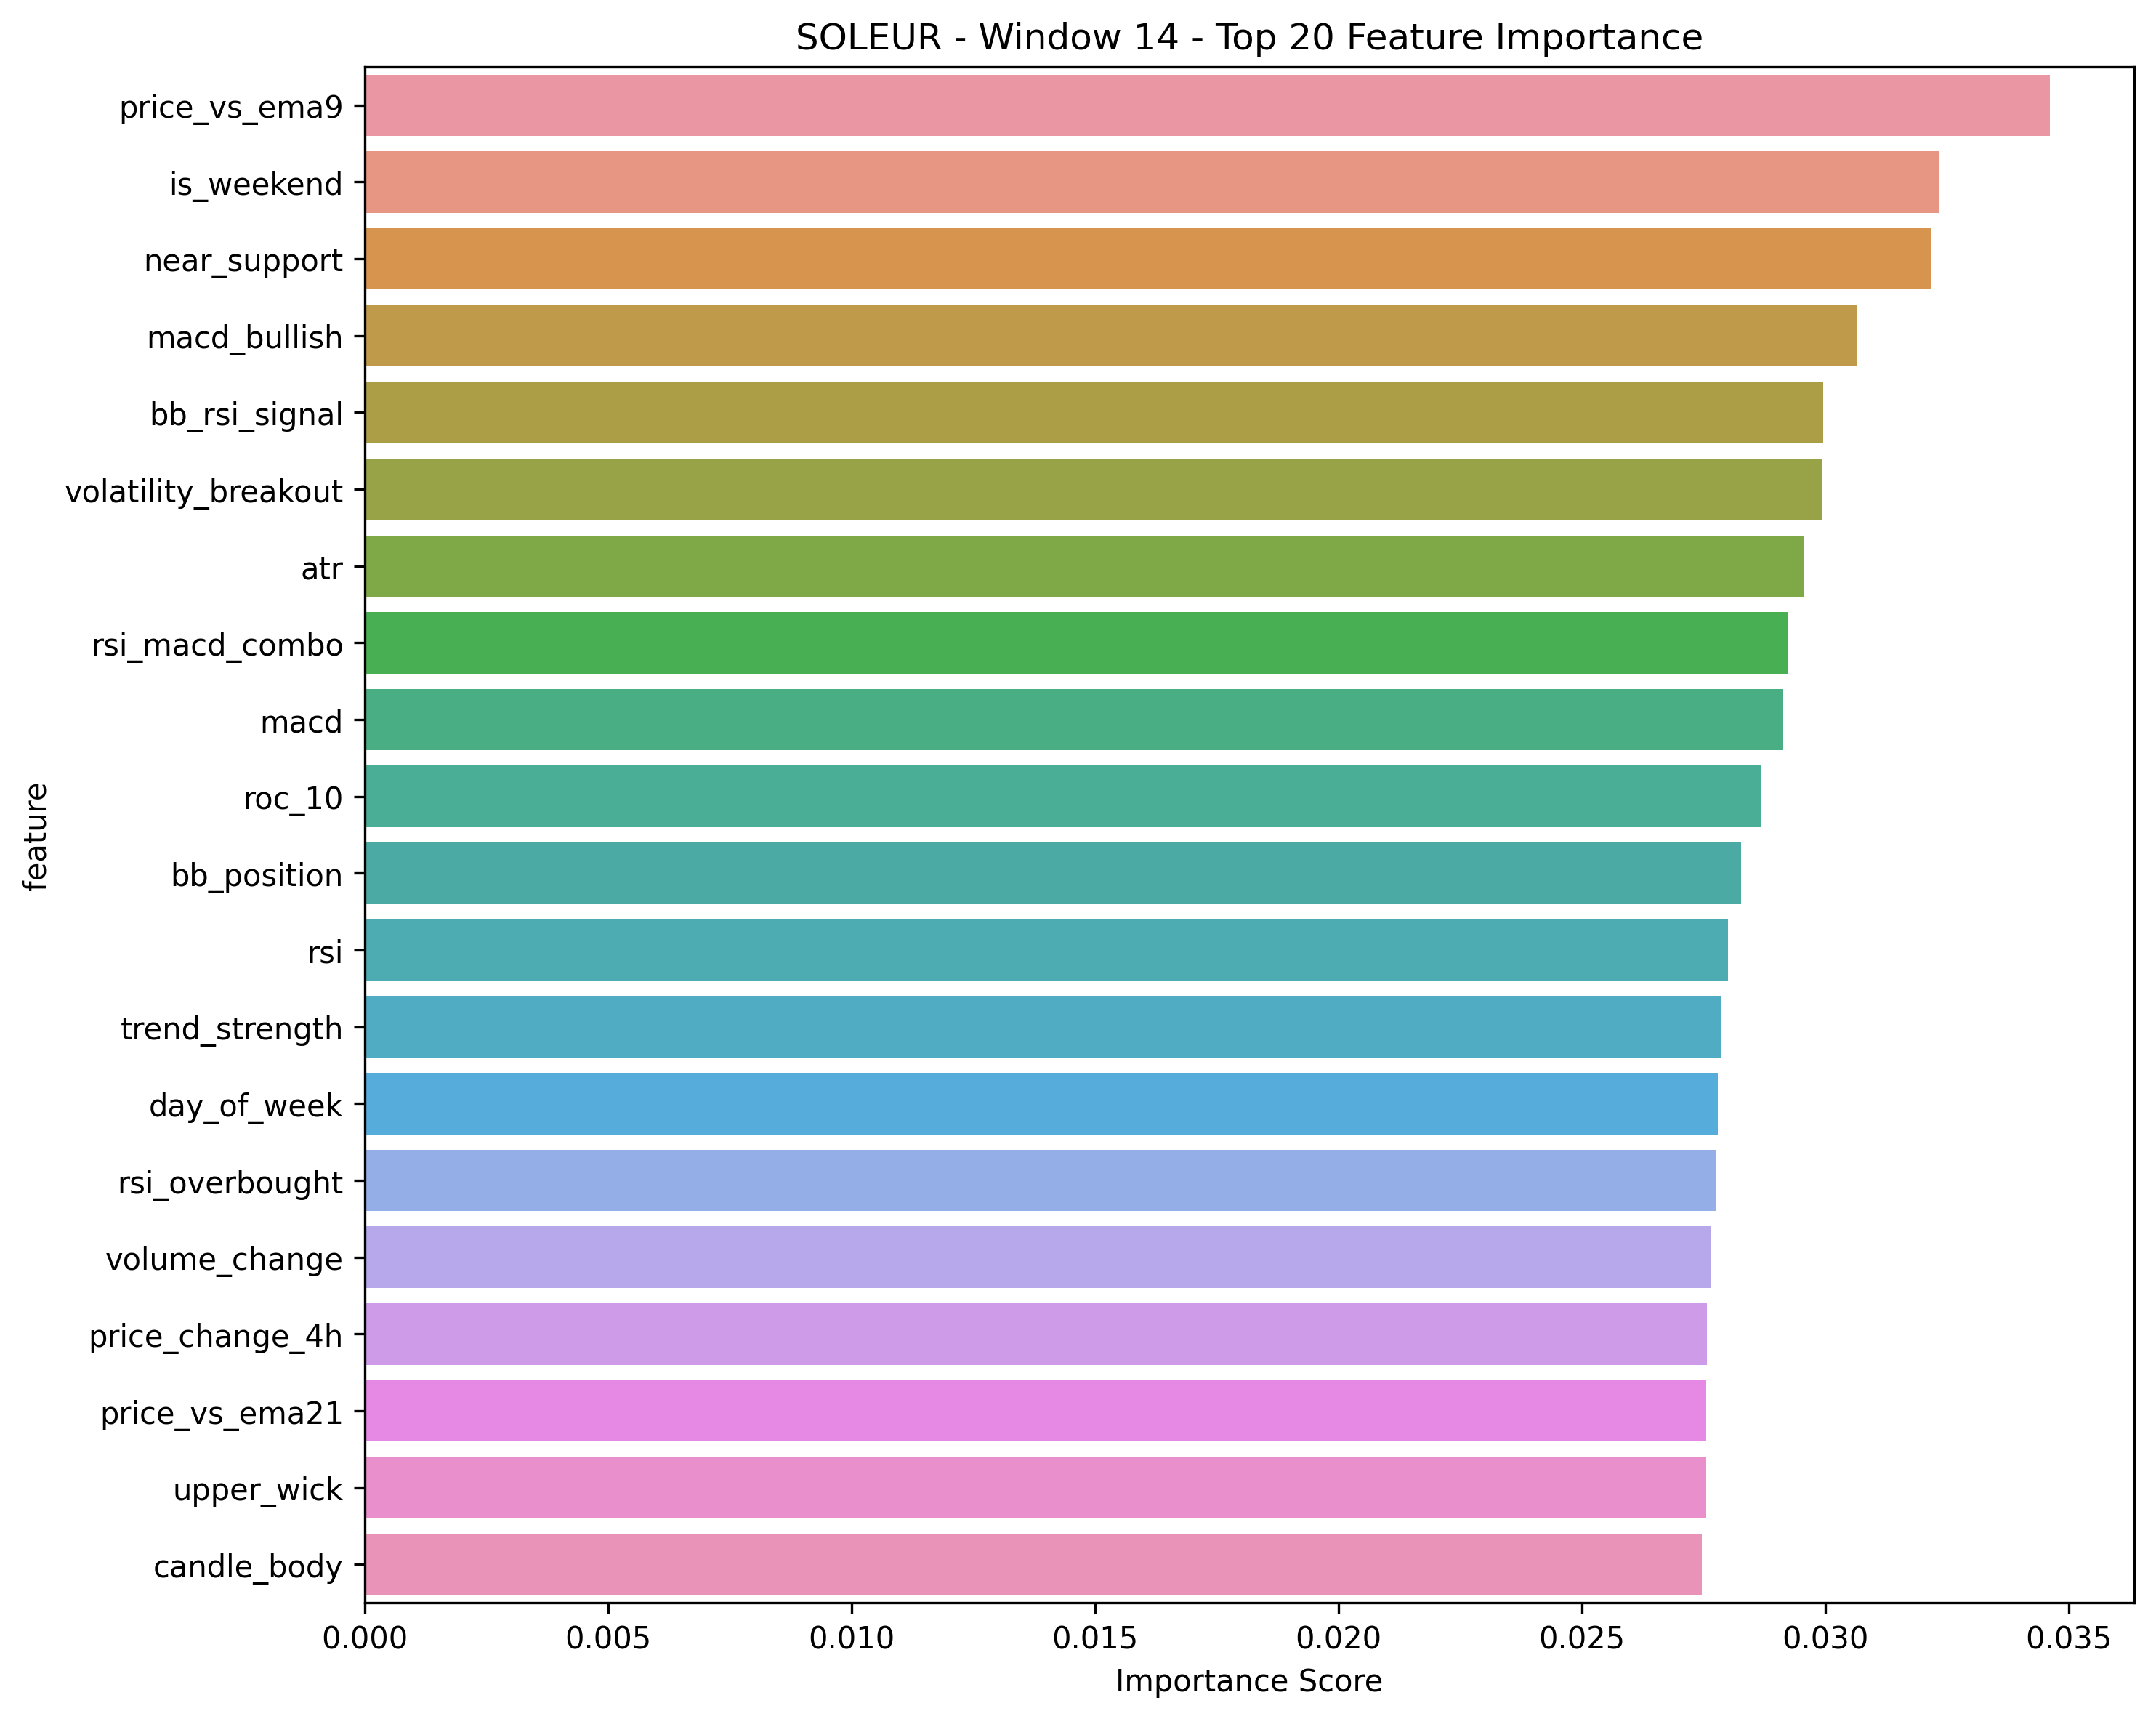 SOLEUR - Window 14 - Top 20 Feature Importance
price_vs_ema9
is_weekend
near_support
macd_bullish
bb_rsi_signal
volatility_breakout
atr
rsi_macd_combo
macd
roc_10
bb_position
rsi
trend_strength
day_of_week
rsi_overbought
volume_change
price_change_4h
price_vs_ema21
upper_wick
candle_body
feature
0.000 0.005 0.010 0.015 0.020 0.025 0.030 0.035
Importance Score